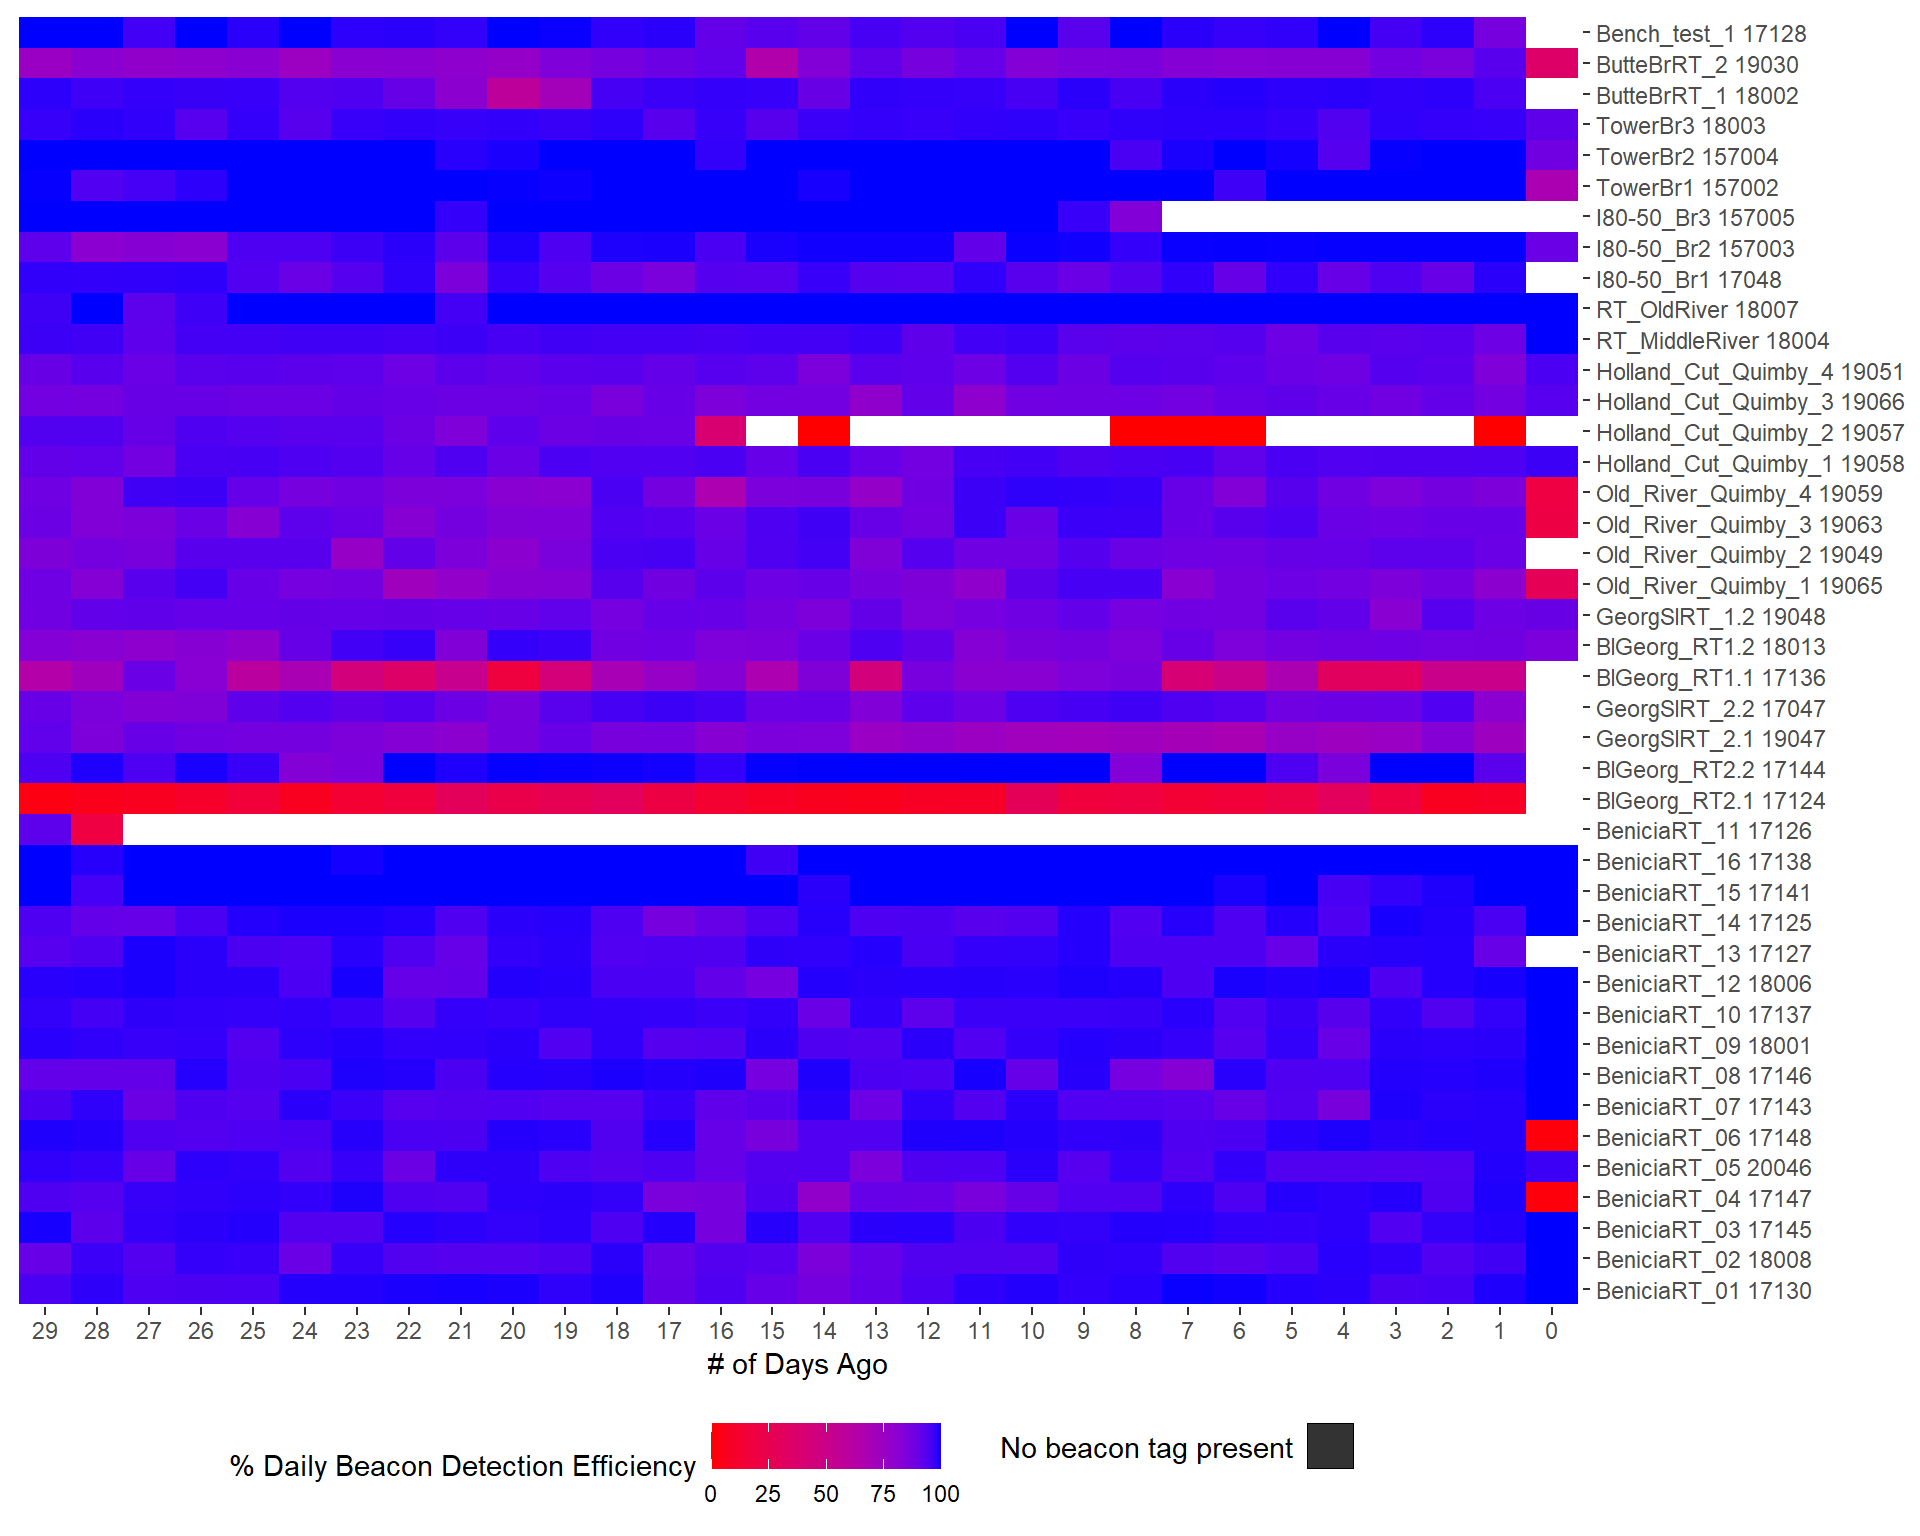 Bench_test_1 17128
ButteBrRT_2 19030
ButteBrRT_1 18002
TowerBr3 18003
TowerBr2 157004
TowerBr1 157002
I80-50_Br3 157005
I80-50_Br2 157003
I80-50_Br1 17048
RT_OldRiver 18007
RT_MiddleRiver 18004
Holland_Cut_Quimby_4 19051
Holland_Cut_Quimby_3 19066
Holland_Cut_Quimby_2 19057
Holland_Cut_Quimby_1 19058
Old_River_Quimby_4 19059
Old_River_Quimby_3 19063
Old_River_Quimby_2 19049
Old_River_Quimby_1 19065
GeorgSlRT_1.2 19048
BlGeorg_RT1.2 18013
BlGeorg_RT1.1 17136
GeorgSlRT_2.2 17047
GeorgSlRT_2.1 19047
BlGeorg_RT2.2 17144
BlGeorg_RT2.1 17124
BeniciaRT_11 17126
BeniciaRT_16 17138
BeniciaRT_15 17141
BeniciaRT_14 17125
BeniciaRT_13 17127
BeniciaRT_12 18006
BeniciaRT_10 17137
BeniciaRT_09 18001
BeniciaRT_08 17146
BeniciaRT_07 17143
BeniciaRT_06 17148
BeniciaRT_05 20046
BeniciaRT_04 17147
BeniciaRT_03 17145
BeniciaRT_02 18008
BeniciaRT_01 17130
29 28 27 26 25 24 23 22 21 20 19 18 17 16 15 14 13 12 11 10 9 8 7 6 5 4 3 2 1 0
# of Days Ago
% Daily Beacon Detection Efficiency
0 25 50 75 100
No beacon tag present